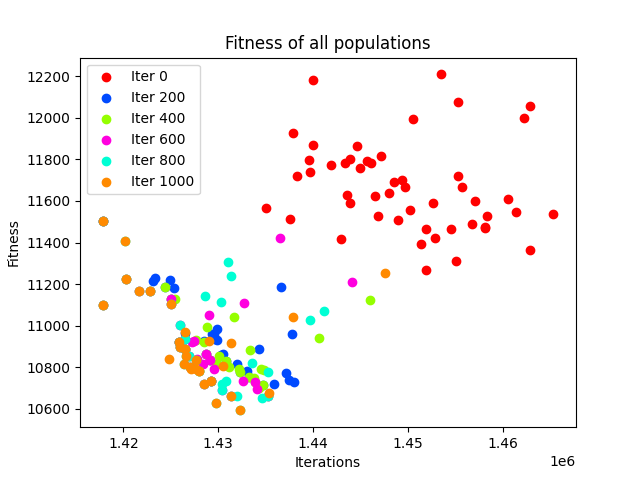 Fitness of all populations
12200
12000
11800
11600
11400
11200
11000
10800
10600
Fitness
Iter 0
Iter 200
Iter 400
Iter 600
Iter 800
Iter 1000
1.42 1.43 1.44 1.45 1.46
1e6
Iterations